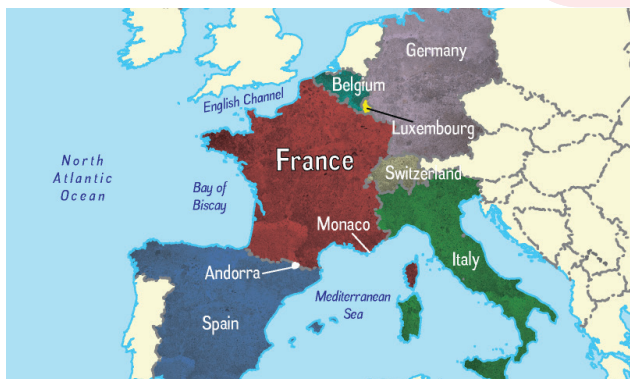 Germany
Belgium
English Channel
Luxembourg
North
Atlantic
Ocean
France
Switzerland
Bay of
Biscay
Monaco
Andorra
Italy
Mediterranean
Sea
Spain